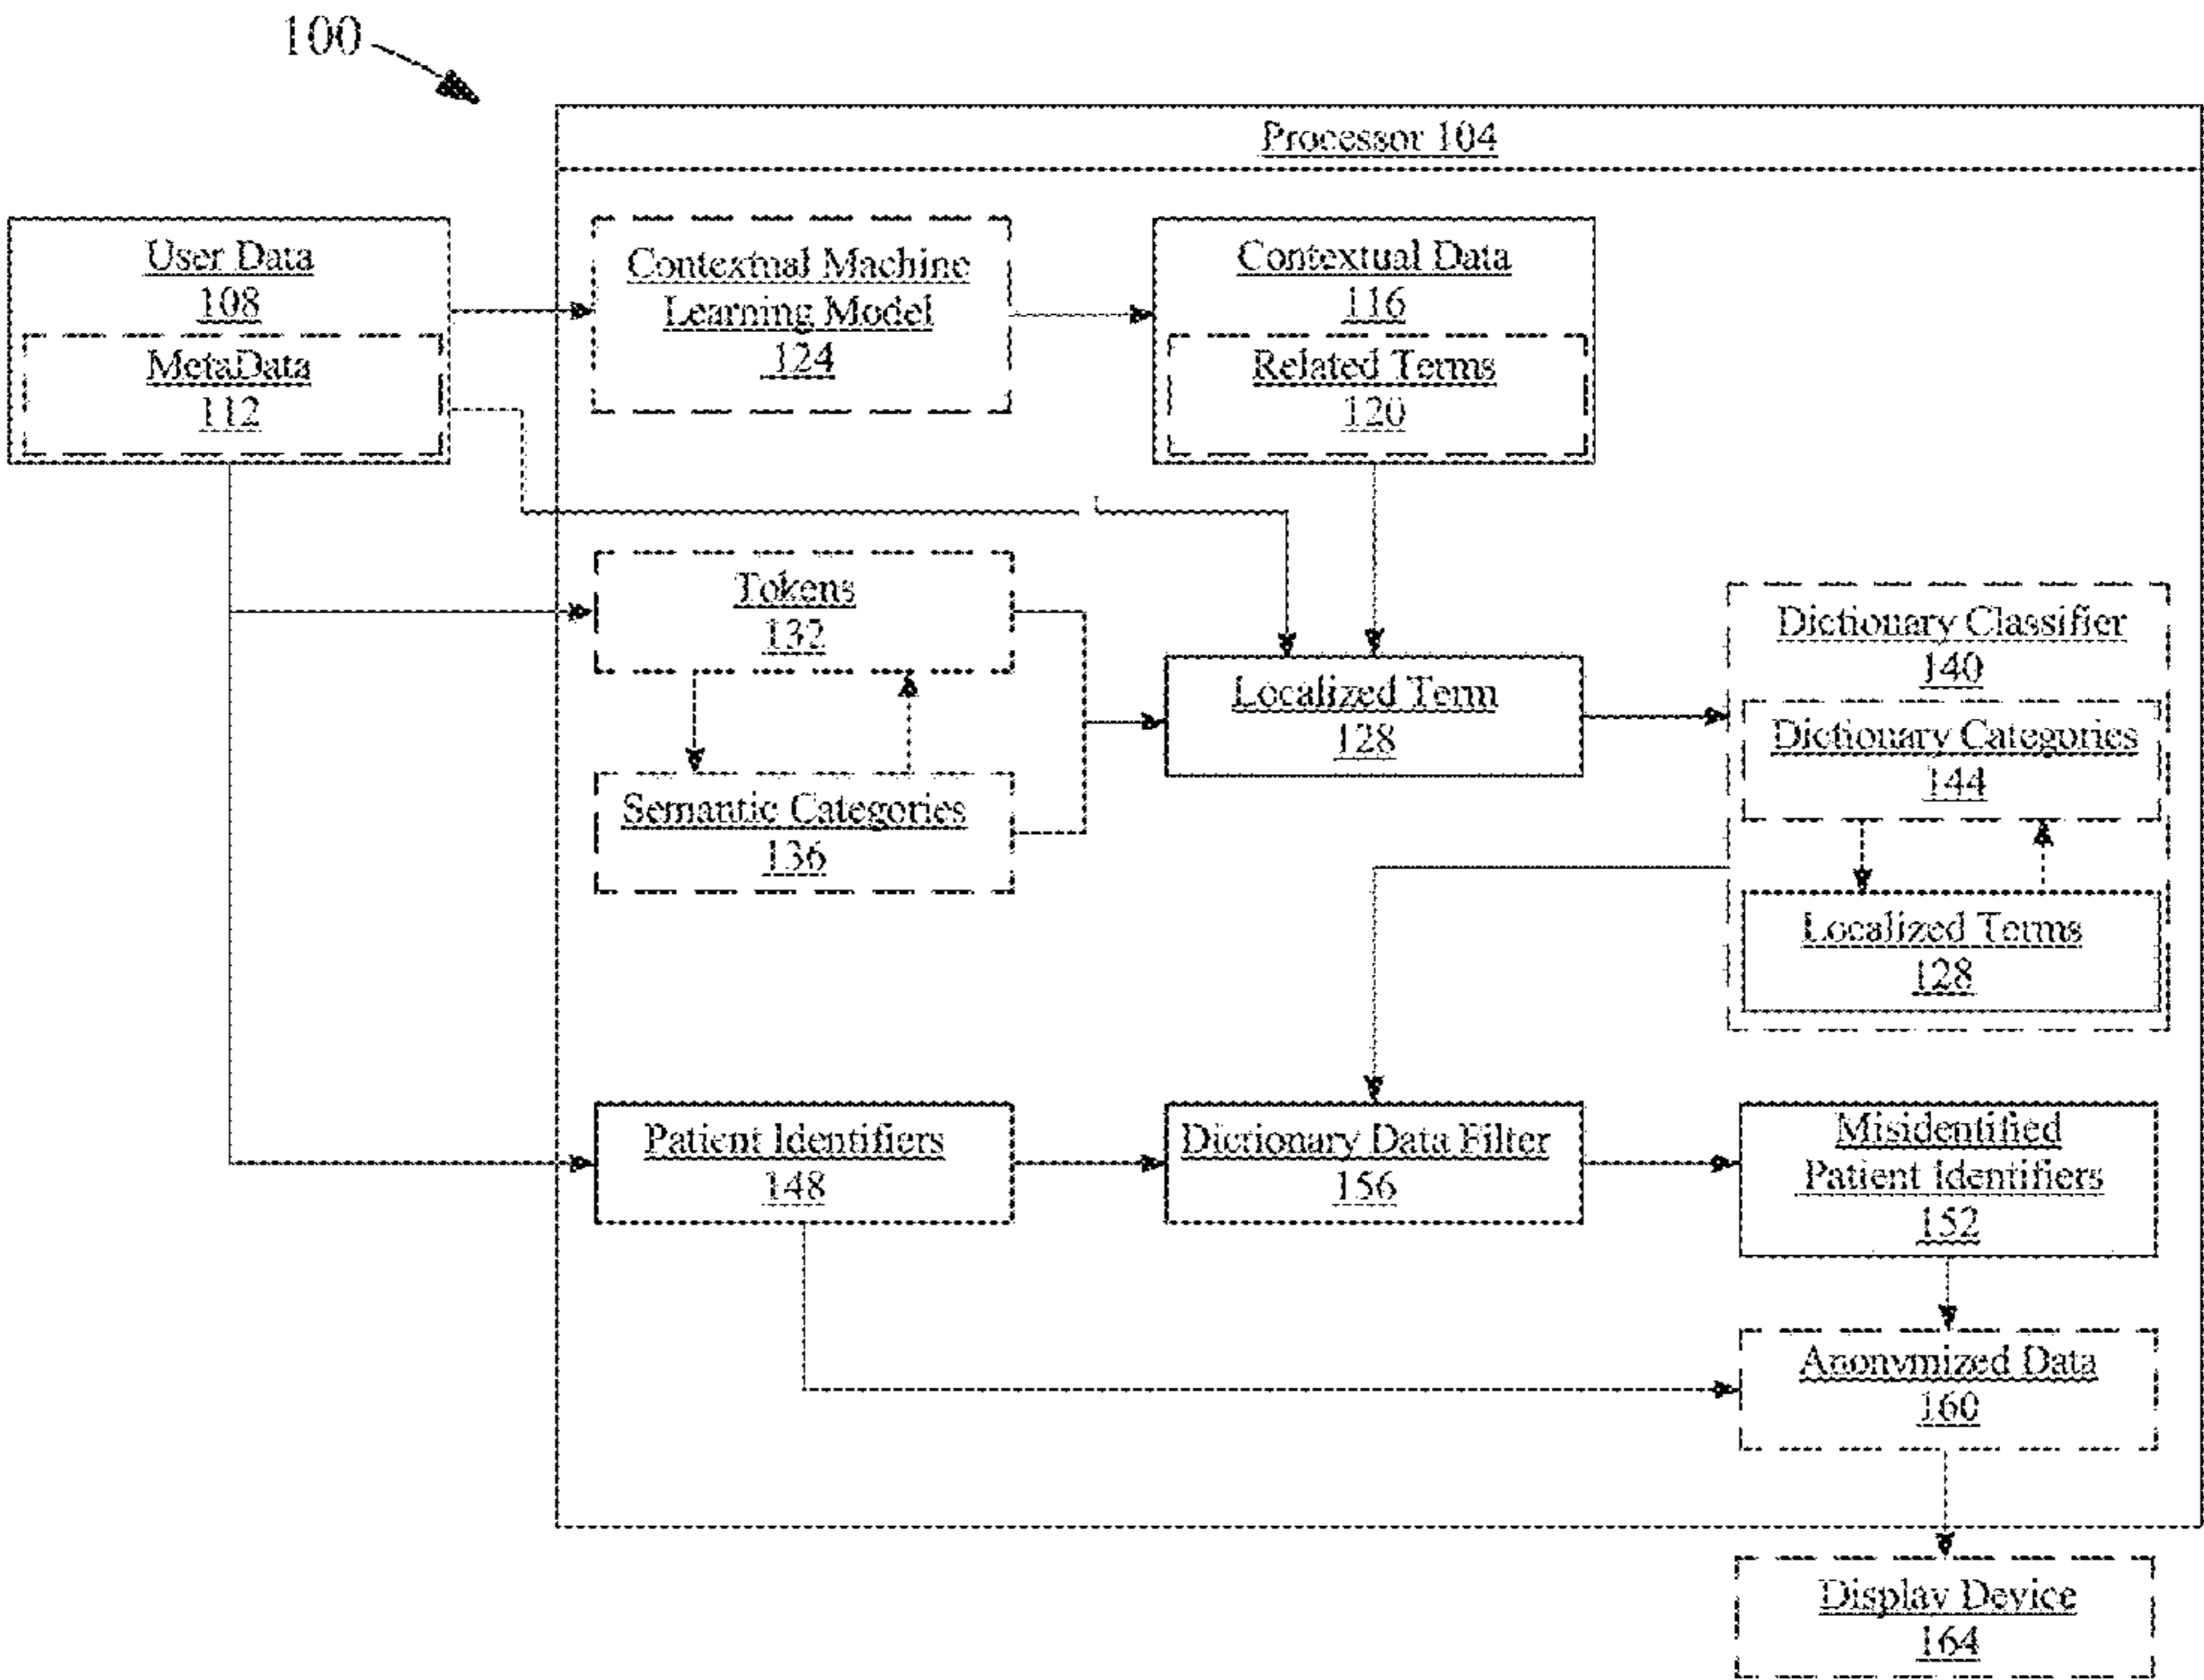 100
Processor 104
User Data
108
MetaData
112
Contextual Machine
Learning Model
124
Contextual Data
116
Related Terms
120
Tokens
132
Semantic Categories
136
Localized Term
128
Dictionary Classifier
140
Dictionary Categories
144
Localized Terms
128
Patient Identifiers
148
Dictionary Data Filter
156
Misidentified
Patient Identifiers
152
Anonymized Data
160
Display Device
164